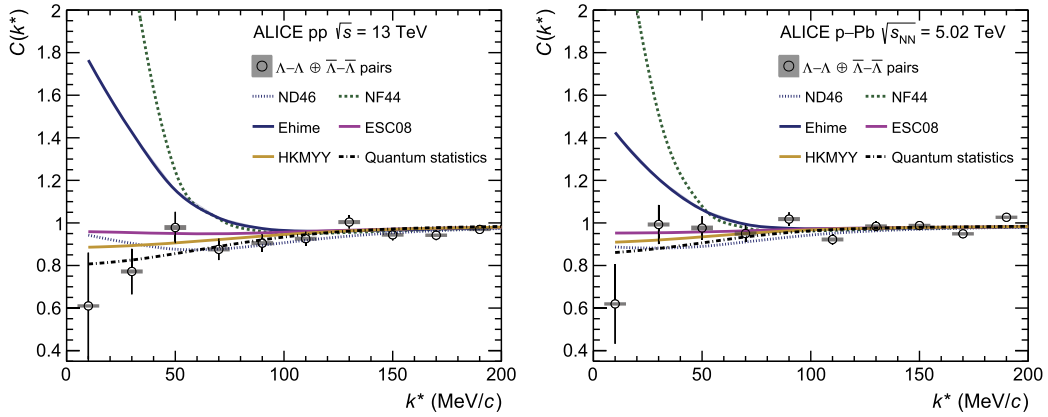 C(k*)
2
1.8
1.6
1.4
1.2
1
0.8
0.6
0.4
0 50 100 150 200
k* (MeV/c)
ALICE pp √s = 13 TeV
Λ–Λ ⊕ Λ̅–Λ̅ pairs
ND46 NF44
Ehime ESC08
HKMYY Quantum statistics
C(k*)
2
1.8
1.6
1.4
1.2
1
0.8
0.6
0.4
0 50 100 150 200
k* (MeV/c)
ALICE p–Pb √sNN = 5.02 TeV
Λ–Λ ⊕ Λ̅–Λ̅ pairs
ND46 NF44
Ehime ESC08
HKMYY Quantum statistics